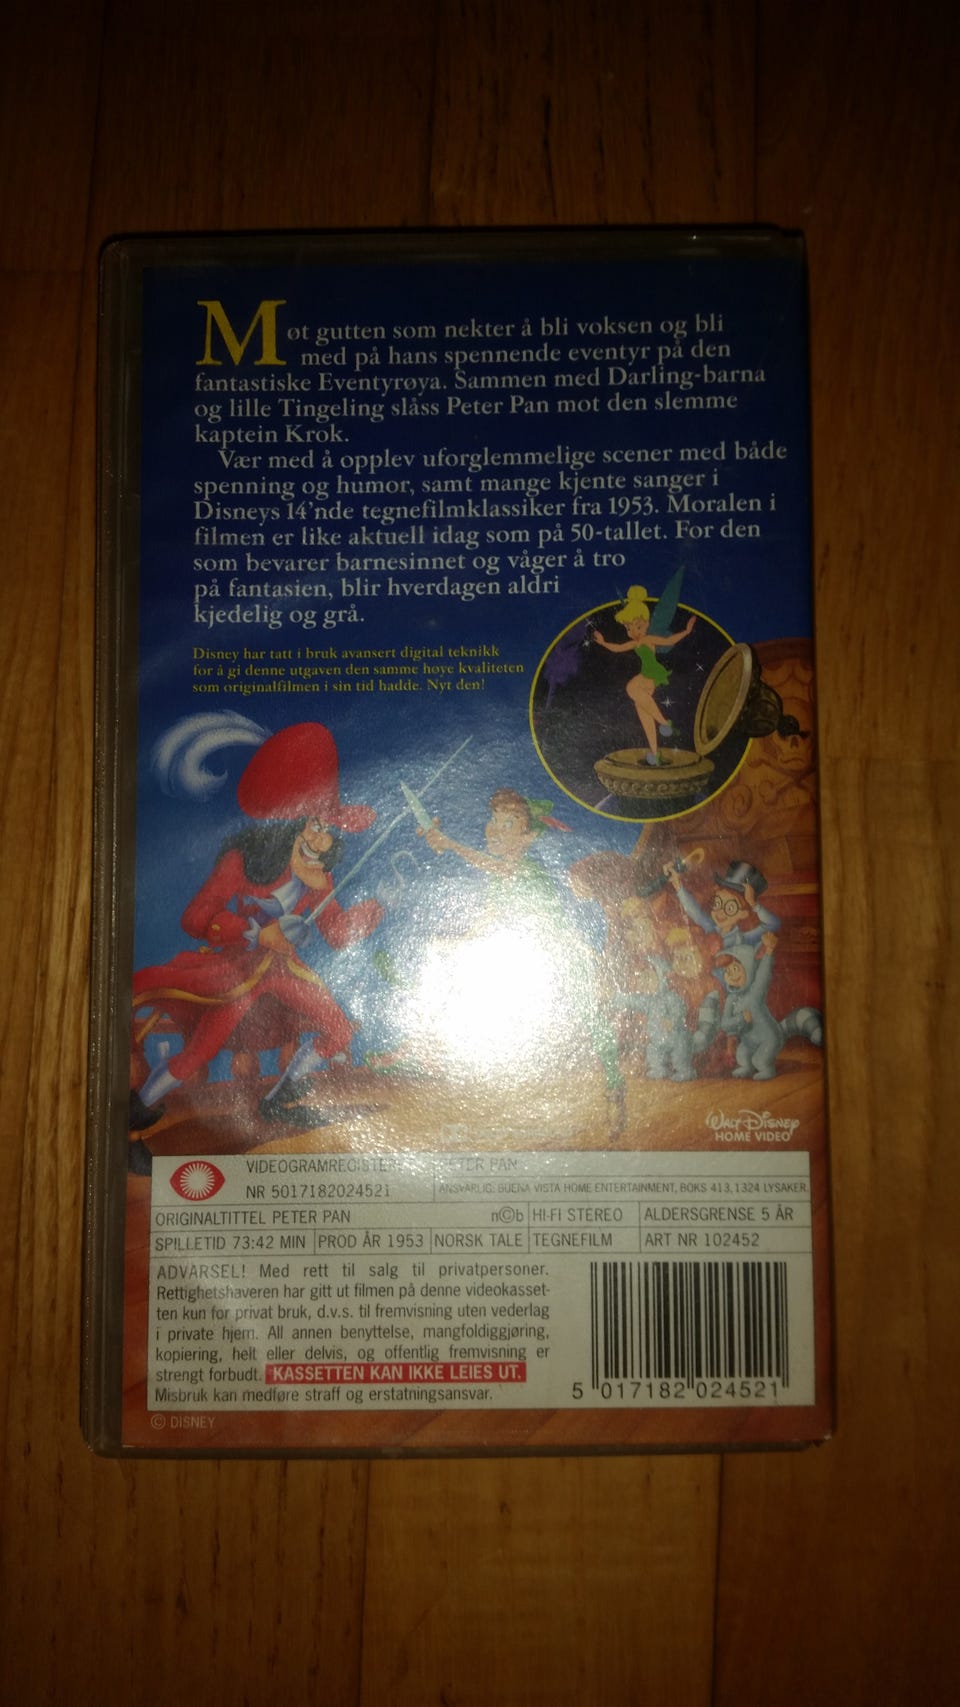 Møt gutten som nekter å bli voksen og bli
med på hans spennende eventyr på den
fantastiske Eventyrøya. Sammen med Darling-barna
og lille Tingeling slåss Peter Pan mot den slemme
kaptein Krok.
Vær med å opplev uforglemmelige scener med både
spenning og humor, samt mange kjente sanger i
Disneys 14'nde tegnefilmklassiker fra 1953. Moralen i
filmen er like aktuell idag som på 50-tallet. For den
som bevarer barnesinnet og våger å tro
på fantasien, blir hverdagen aldri
kjedelig og grå.
Disney har tatt i bruk avansert digital teknikk
for å gi denne utgaven den samme høye kvaliteten
som originalfilmen i sin tid hadde. Nyt den!
WALT DISNEY
HOME VIDEO
VIDEOGRAMREGISTER PETER PAN
NR 5017182024521 ANSVARLIG: BUENA VISTA HOME ENTERTAINMENT, BOKS 413, 1324 LYSAKER.
ORIGINALTITTEL PETER PAN n©b HI-FI STEREO ALDERSGRENSE 5 ÅR
SPILLETID 73:42 MIN PROD ÅR 1953 NORSK TALE TEGNEFILM ART NR 102452
ADVARSEL! Med rett til salg til privatpersoner.
Rettighetshaveren har gitt ut filmen på denne videokasset-
ten kun for privat bruk, d.v.s. til fremvisning uten vederlag
i private hjem. All annen benyttelse, mangfoldiggjøring,
kopiering, helt eller delvis, og offentlig fremvisning er
strengt forbudt. KASSETTEN KAN IKKE LEIES UT.
Misbruk kan medføre straff og erstatningsansvar.
5 017182 024521
© DISNEY